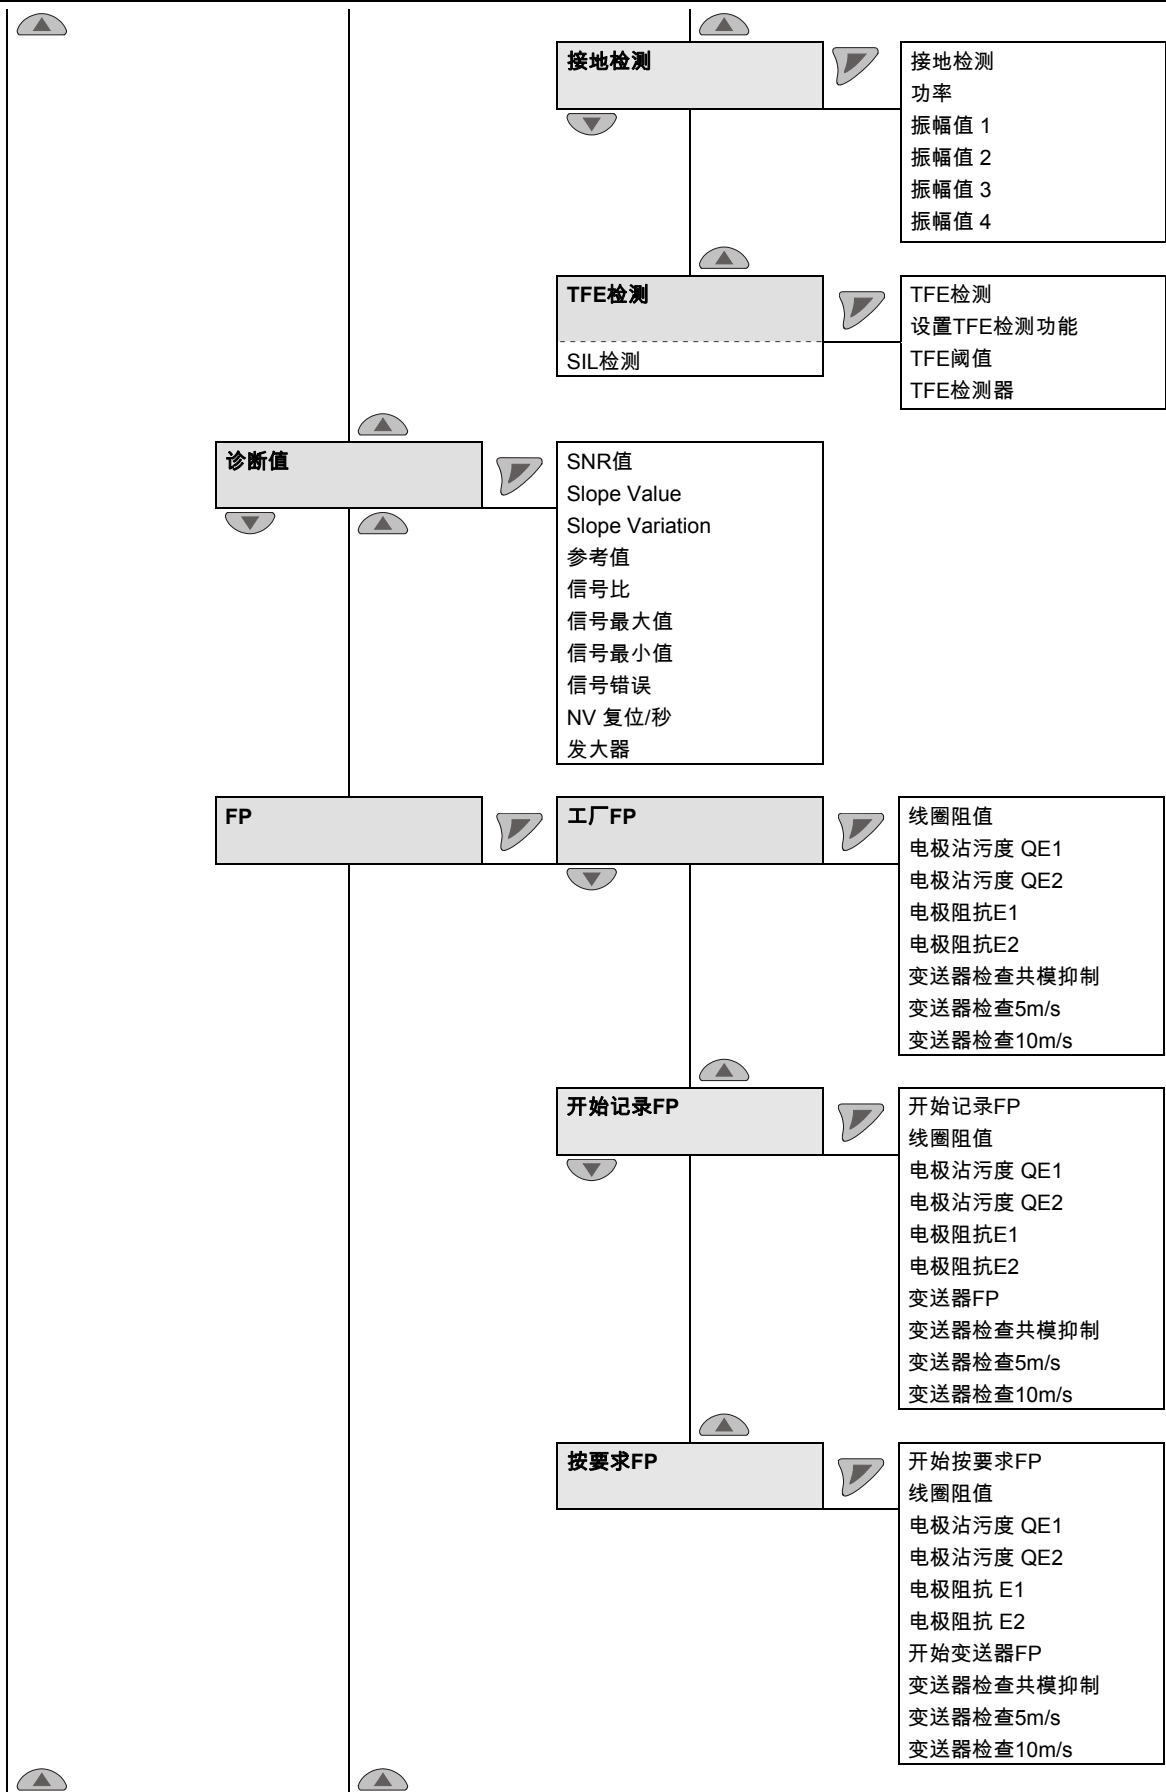 接地检测
接地检测
功率
振幅值 1
振幅值 2
振幅值 3
振幅值 4
TFE检测
SIL检测
TFE检测
设置TFE检测功能
TFE阈值
TFE检测器
诊断值
SNR值
Slope Value
Slope Variation
参考值
信号比
信号最大值
信号最小值
信号错误
NV 复位/秒
发大器
FP
工厂FP
线圈阻值
电极沾污度 QE1
电极沾污度 QE2
电极阻抗E1
电极阻抗E2
变送器检查共模抑制
变送器检查5m/s
变送器检查10m/s
开始记录FP
开始记录FP
线圈阻值
电极沾污度 QE1
电极沾污度 QE2
电极阻抗E1
电极阻抗E2
变送器FP
变送器检查共模抑制
变送器检查5m/s
变送器检查10m/s
按要求FP
开始按要求FP
线圈阻值
电极沾污度 QE1
电极沾污度 QE2
电极阻抗 E1
电极阻抗 E2
开始变送器FP
变送器检查共模抑制
变送器检查5m/s
变送器检查10m/s